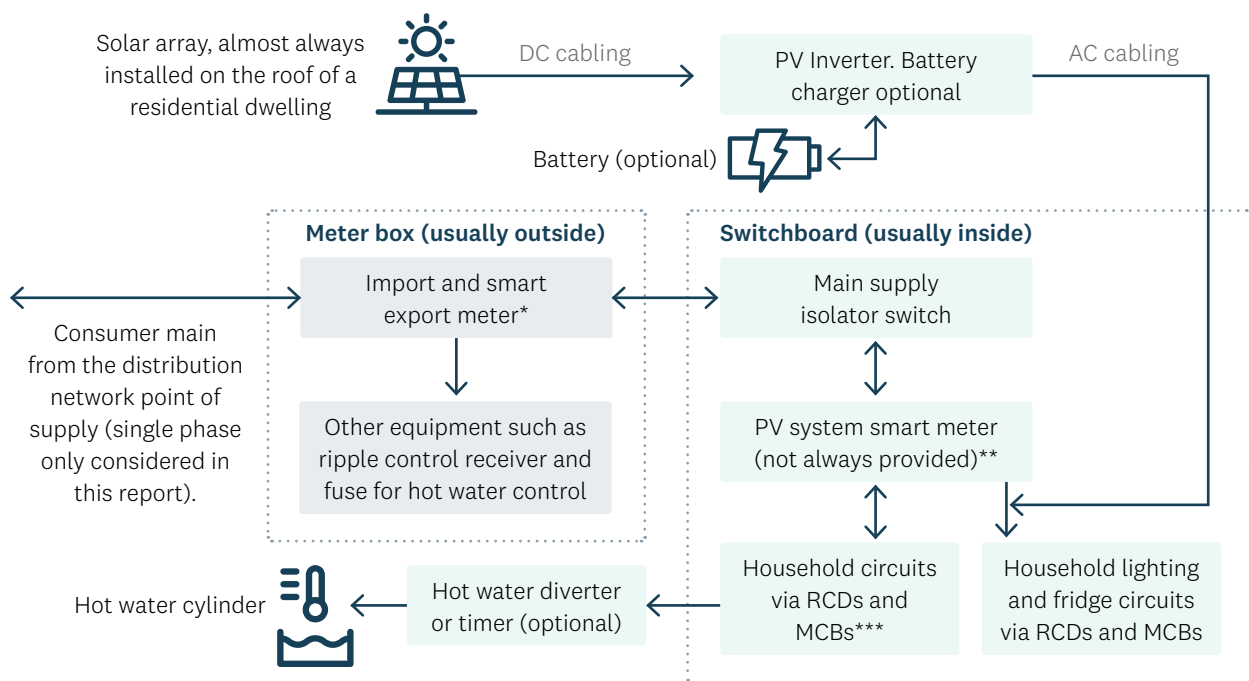 Solar array, almost always
installed on the roof of a
residential dwelling
DC cabling
PV Inverter. Battery
charger optional
AC cabling
Battery (optional)
Meter box (usually outside)
Import and smart
export meter*
Other equipment such as
ripple control receiver and
fuse for hot water control
Switchboard (usually inside)
Main supply
isolator switch
PV system smart meter
(not always provided)**
Consumer main
from the distribution
network point of
supply (single phase
only considered in
this report).
Hot water cylinder
Hot water diverter
or timer (optional)
Household circuits
via RCDs and
MCBs***
Household lighting
and fridge circuits
via RCDs and MCBs